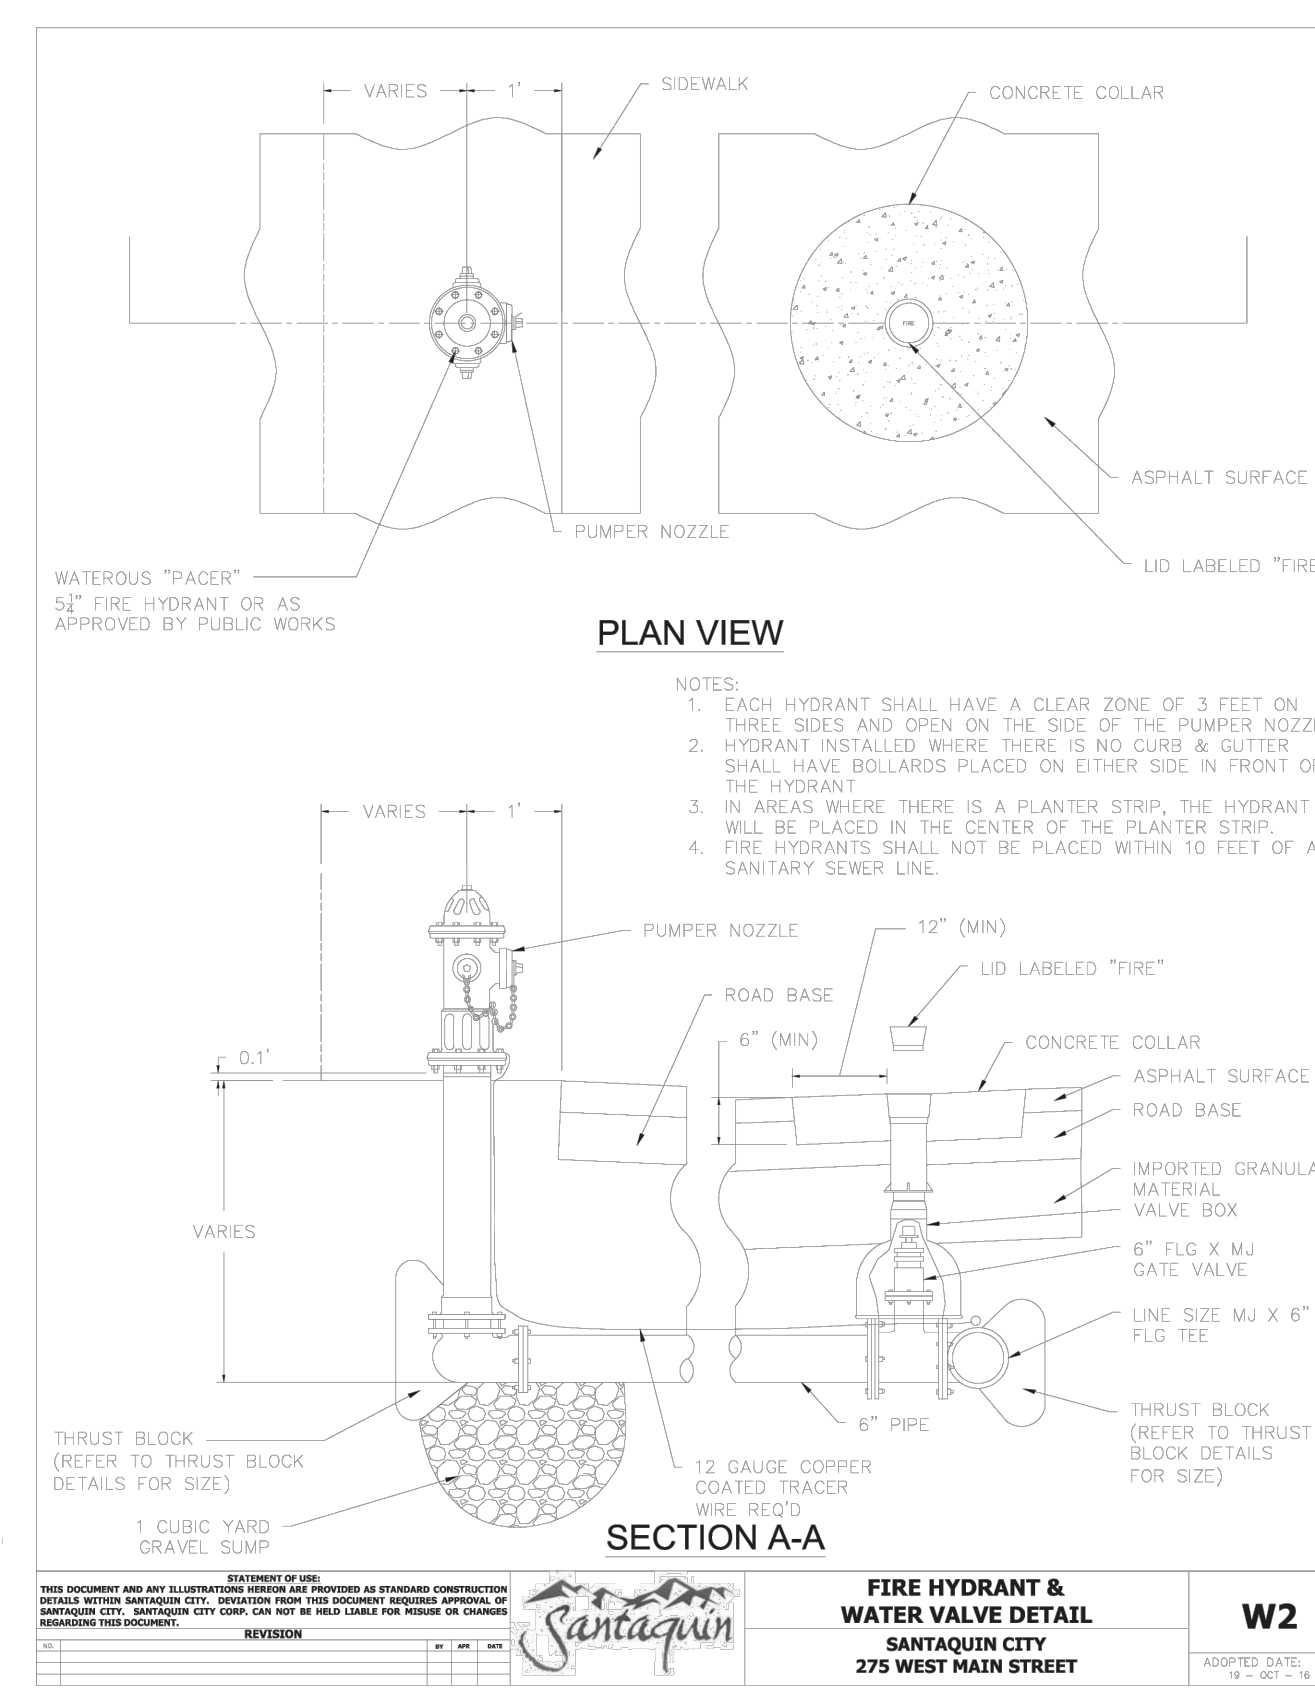 VARIES
1'
SIDEWALK
CONCRETE COLLAR
FIRE
ASPHALT SURFACE
PUMPER NOZZLE
LID LABELED "FIRE
WATEROUS "PACER"
5¼" FIRE HYDRANT OR AS
APPROVED BY PUBLIC WORKS
PLAN VIEW
NOTES:
1. EACH HYDRANT SHALL HAVE A CLEAR ZONE OF 3 FEET ON
THREE SIDES AND OPEN ON THE SIDE OF THE PUMPER
2. HYDRANT INSTALLED WHERE THERE IS NO CURB & GUTTER
SHALL HAVE BOLLARDS PLACED ON EITHER SIDE IN FRONT
THE HYDRANT
3. IN AREAS WHERE THERE IS A PLANTER STRIP, THE HYDRANT
WILL BE PLACED IN THE CENTER OF THE PLANTER STRIP.
4. FIRE HYDRANTS SHALL NOT BE PLACED WITHIN 10 FEET OF A
SANITARY SEWER LINE.
VARIES
1'
PUMPER NOZZLE
12" (MIN)
LID LABELED "FIRE"
ROAD BASE
6" (MIN)
CONCRETE COLLAR
0.1'
ASPHALT SURFACE
ROAD BASE
IMPORTED
MATERIAL
VALVE BOX
VARIES
6" FLG X MJ
GATE VALVE
LINE SIZE MJ X 6"
FLG TEE
6" PIPE
THRUST BLOCK
(REFER TO THRUST
BLOCK DETAILS
FOR SIZE)
THRUST BLOCK
(REFER TO THRUST BLOCK
DETAILS FOR SIZE)
12 GAUGE COPPER
COATED TRACER
WIRE REQ'D
1 CUBIC YARD
GRAVEL SUMP
SECTION A-A
STATEMENT OF USE:
THIS DOCUMENT AND ANY ILLUSTRATIONS HEREON ARE PROVIDED AS STANDARD CONSTRUCTION
DETAILS WITHIN SANTAQUIN CITY. DEVIATION FROM THIS DOCUMENT REQUIRES APPROVAL OF
SANTAQUIN CITY. SANTAQUIN CITY CORP. CAN NOT BE HELD LIABLE FOR MISUSE OR CHANGES
REGARDING THIS DOCUMENT.
REVISION
NO. BY APR DATE
Santaquin
FIRE HYDRANT &
WATER VALVE DETAIL
SANTAQUIN CITY
275 WEST MAIN STREET
W2
ADOPTED DATE:
19 - OCT - 16